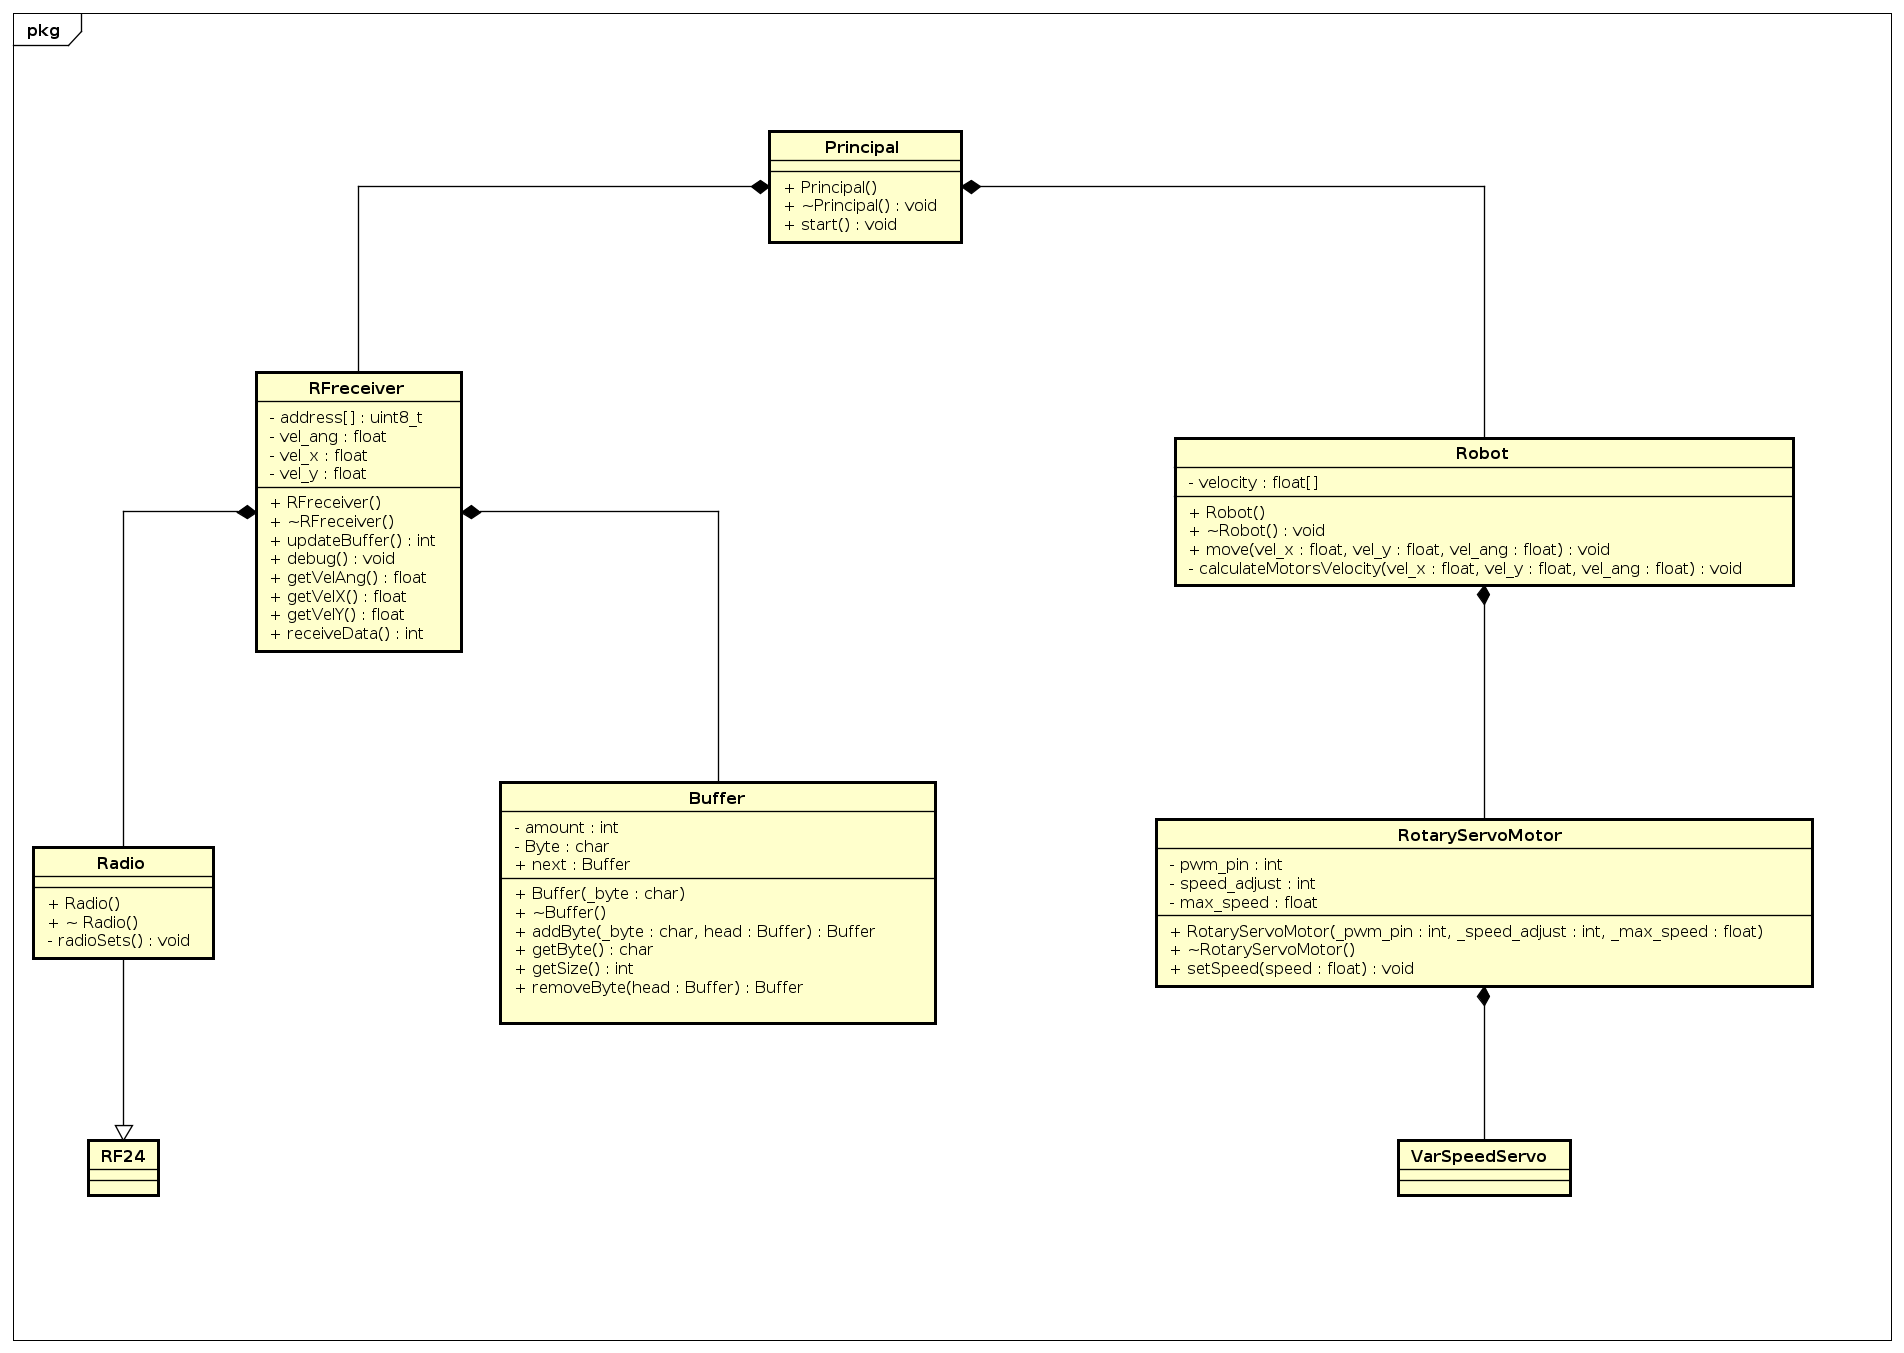 pkg
Principal
+ Principal()
+ ~Principal() : void
+ start() : void
RFreceiver
- address[] : uint8_t
- vel_ang : float
- vel_x : float
- vel_y : float
+ RFreceiver()
+ ~RFreceiver()
+ updateBuffer() : int
+ debug() : void
+ getVelAng() : float
+ getVelX() : float
+ getVelY() : float
+ receiveData() : int
Robot
- velocity : float[]
+ Robot()
+ ~Robot() : void
+ move(vel_x : float, vel_y : float, vel_ang : float) : void
- calculateMotorsVelocity(vel_x : float, vel_y : float, vel_ang : float) : void
Buffer
- amount : int
- Byte : char
+ next : Buffer
+ Buffer(_byte : char)
+ ~Buffer()
+ addByte(_byte : char, head : Buffer) : Buffer
+ getByte() : char
+ getSize() : int
+ removeByte(head : Buffer) : Buffer
RotaryServoMotor
- pwm_pin : int
- speed_adjust : int
- max_speed : float
+ RotaryServoMotor(_pwm_pin : int, _speed_adjust : int, _max_speed : float)
+ ~RotaryServoMotor()
+ setSpeed(speed : float) : void
Radio
+ Radio()
+ ~ Radio()
- radioSets() : void
RF24
VarSpeedServo